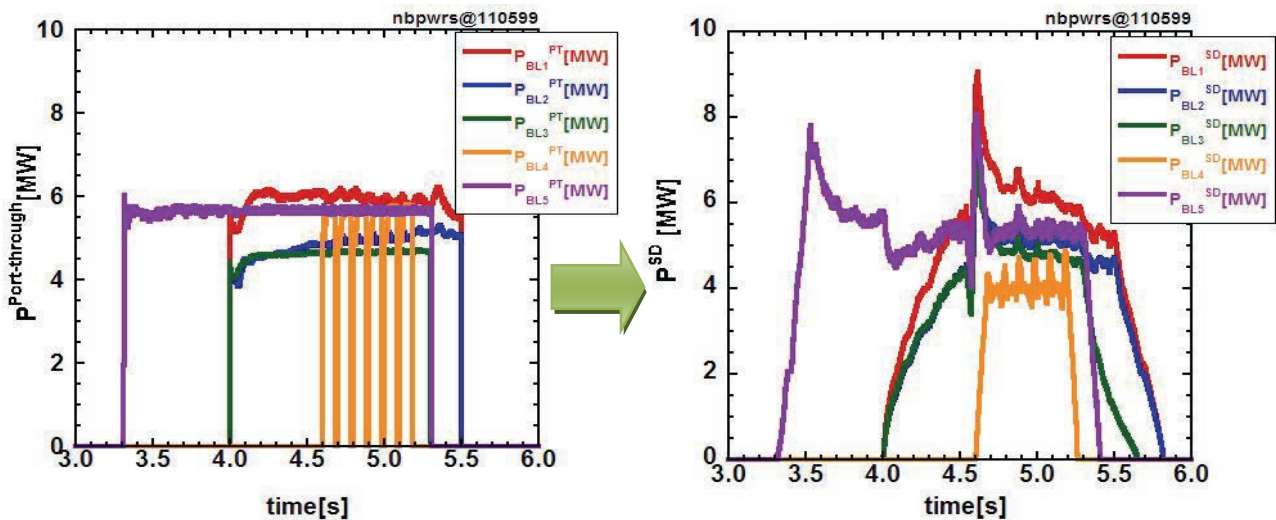 nbpwrs@110599
P_BL1^PT[MW]
P_BL2^PT[MW]
P_BL3^PT[MW]
P_BL4^PT[MW]
P_BL5^PT[MW]
10
8
6
4
2
0
P^Port-through[MW]
3.0 3.5 4.0 4.5 5.0 5.5 6.0
time[s]
nbpwrs@110599
P_BL1^SD[MW]
P_BL2^SD[MW]
P_BL3^SD[MW]
P_BL4^SD[MW]
P_BL5^SD[MW]
10
8
6
4
2
0
P^SD [MW]
3.0 3.5 4.0 4.5 5.0 5.5 6.0
time[s]